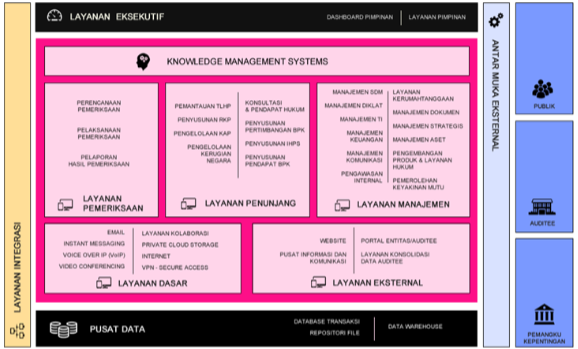 LAYANAN EKSEKUTIF
DASHBOARD PIMPINAN
LAYANAN PIMPINAN
KNOWLEDGE MANAGEMENT SYSTEMS
PERENCANAAN
PEMERIKSAAN
PELAKSANAAN
PEMERIKSAAN
PELAPORAN
HASIL PEMERIKSAAN
LAYANAN
PEMERIKSAAN
PEMANTAUAN TLHP
PENYUSUNAN RKP
PENGELOLAAN KAP
PENGELOLAAN
KERUGIAN
NEGARA
KONSULTASI
& PENDAPAT HUKUM
PENYUSUNAN
PERTIMBANGAN BPK
PENYUSUNAN IHPS
PENYUSUNAN
PENDAPAT BPK
LAYANAN PENUNJANG
MANAJEMEN SDM
MANAJEMEN DIKLAT
MANAJEMEN TI
MANAJEMEN
KEUANGAN
MANAJEMEN
KOMUNIKASI
PENGAWASAN
INTERNAL
LAYANAN
KERUMAHTANGGAAN
MANAJEMEN DOKUMEN
MANAJEMEN STRATEGIS
MANAJEMEN ASET
PENGEMBANGAN
PRODUK & LAYANAN
HUKUM
PEMEROLEHAN
KEYAKINAN MUTU
LAYANAN MANAJEMEN
EMAIL
INSTANT MESSAGING
VOICE OVER IP (VoIP)
VIDEO CONFERENCING
LAYANAN KOLABORASI
PRIVATE CLOUD STORAGE
INTERNET
VPN - SECURE ACCESS
LAYANAN DASAR
WEBSITE
PUSAT INFORMASI DAN
KOMUNIKASI
PORTAL ENTITAS/AUDITEE
LAYANAN KONSOLIDASI
DATA AUDITEE
LAYANAN EKSTERNAL
PUSAT DATA
DATABASE TRANSAKSI
REPOSITORI FILE
DATA WAREHOUSE
LAYANAN INTEGRASI
ANTAR MUKA EKSTERNAL
PUBLIK
AUDITEE
PEMANGKU
KEPENTINGAN